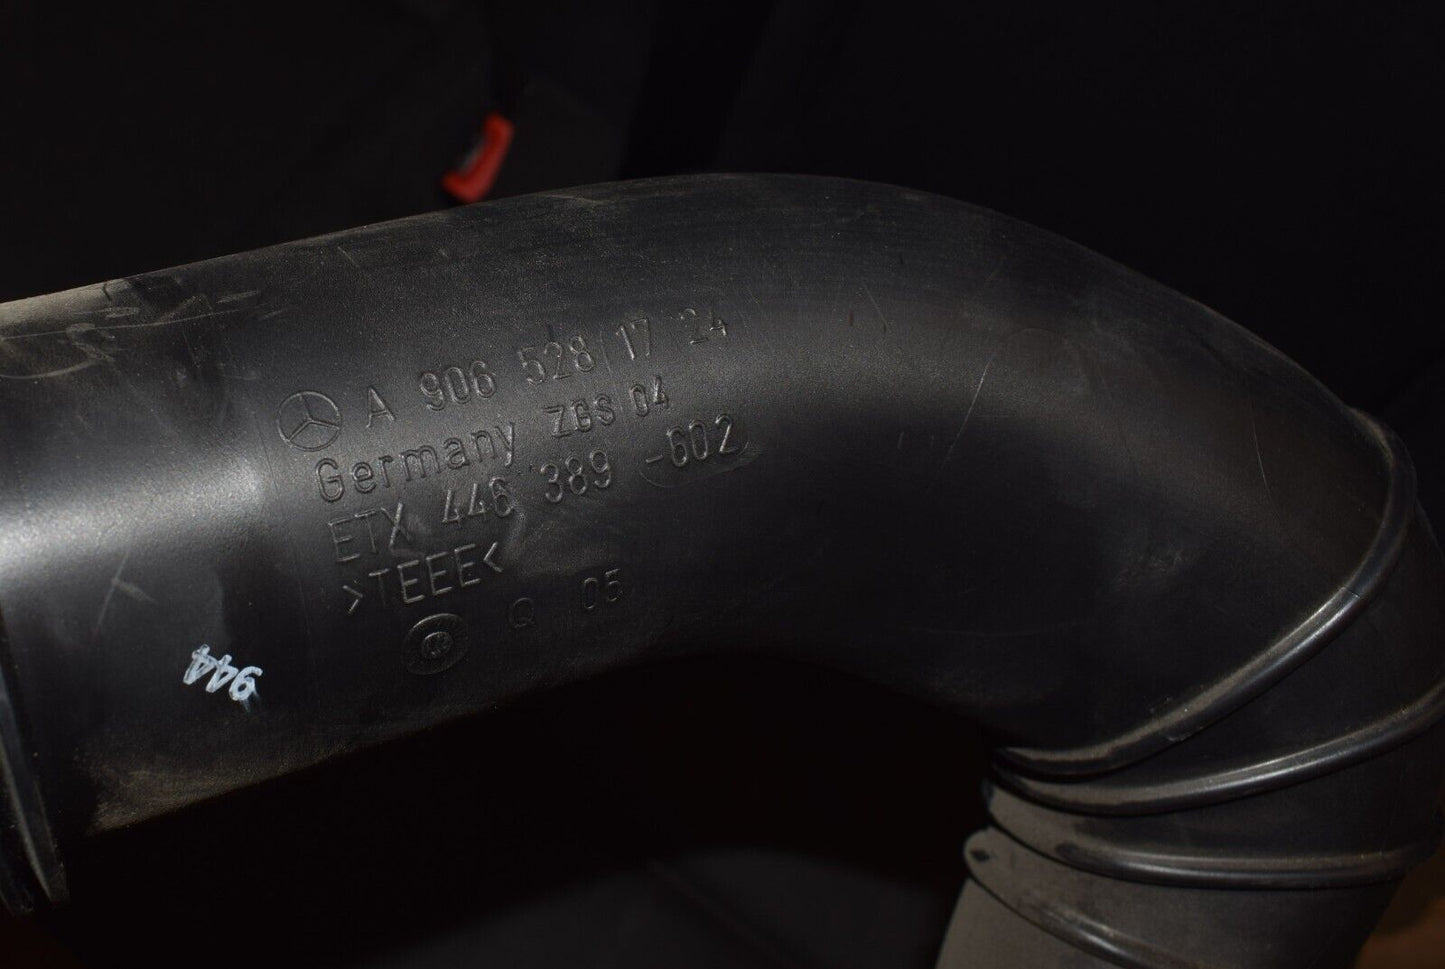 A 906 528 17 24
Germany ZGS 04
ETX 446 389 -602
>TEEE<
Q 05
944